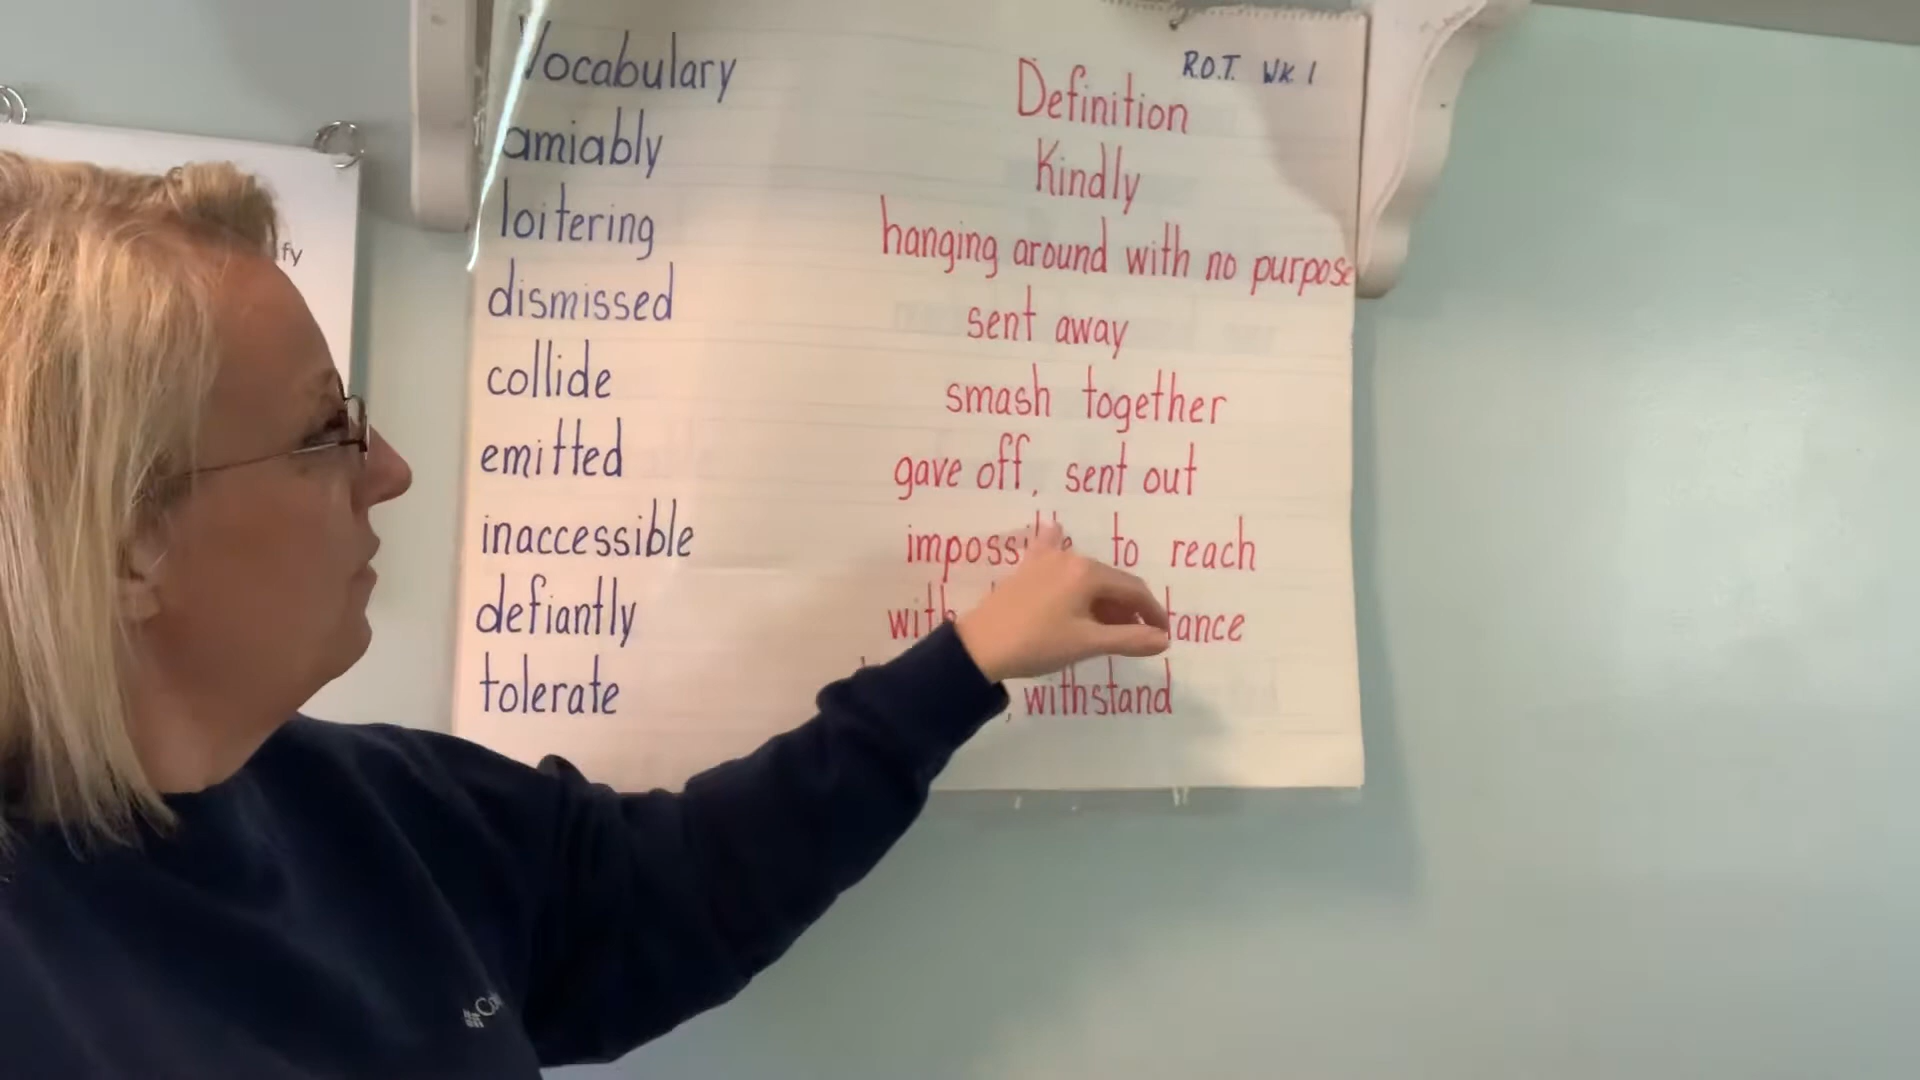 R.O.T. WK 1
Vocabulary Definition
amiably Kindly
loitering hanging around with no purpose
dismissed sent away
collide smash together
emitted gave off, sent out
inaccessible to reach
defiantly
tolerate , withstand
fy